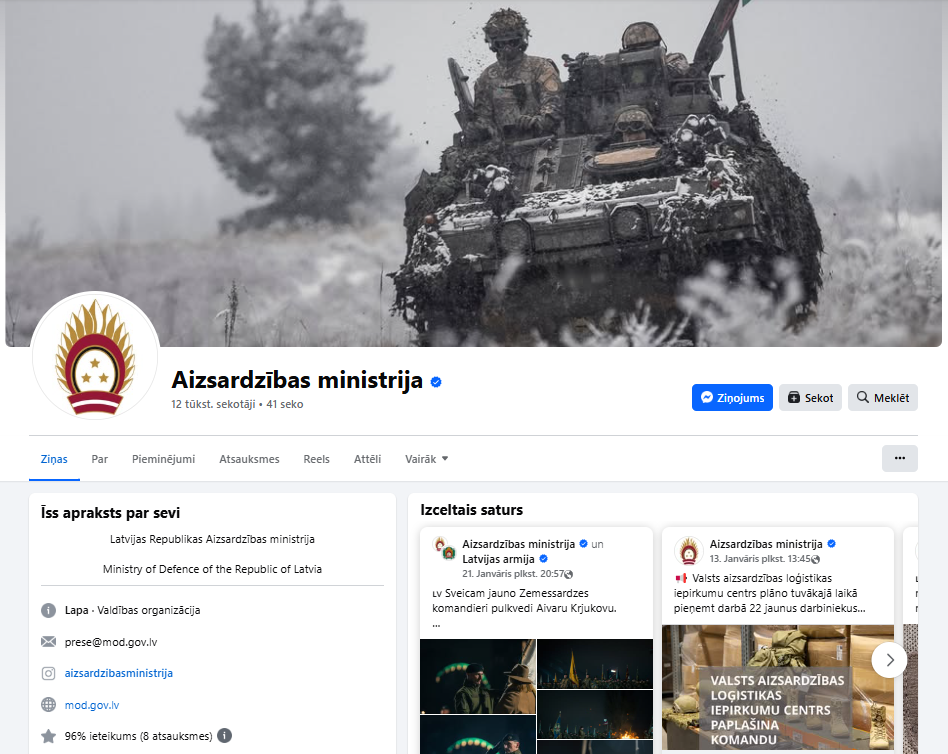 Aizsardzības ministrija
12 tūkst. sekotāji • 41 seko
Ziņojums
Sekot
Meklēt
Ziņas
Par
Pieminējumi
Atsauksmes
Reels
Attēli
Vairāk
Īss apraksts par sevi
Latvijas Republikas Aizsardzības ministrija
Ministry of Defence of the Republic of Latvia
Lapa · Valdības organizācija
prese@mod.gov.lv
aizsardzibasministrija
mod.gov.lv
96% ieteikums (8 atsauksmes)
Izceltais saturs
Aizsardzības ministrija un
Latvijas armija
21. Janvāris plkst. 20:57
LV Sveicam jauno Zemessardzes
komandieri pulkvedi Aivaru Krjukovu.
...
Aizsardzības ministrija
13. Janvāris plkst. 13:45
Valsts aizsardzības loģistikas
iepirkumu centrs plāno tuvākajā laikā
pieņemt darbā 22 jaunus darbiniekus...
VALSTS AIZSARDZĪBAS
LOĢISTIKAS
IEPIRKUMU CENTRS
PAPLAŠINA
KOMANDU